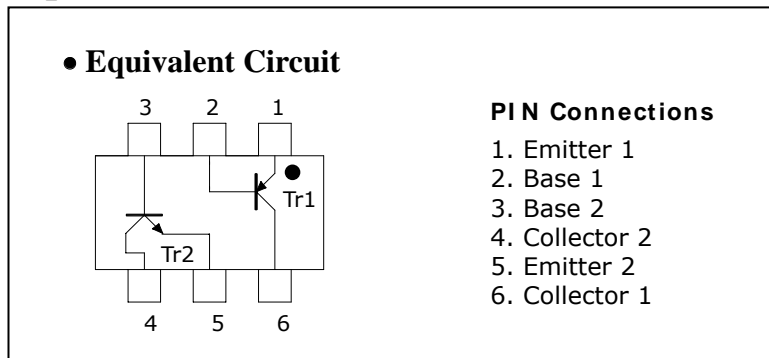 • Equivalent Circuit
3 2 1
Tr1
Tr2
4 5 6
PIN Connections
1. Emitter 1
2. Base 1
3. Base 2
4. Collector 2
5. Emitter 2
6. Collector 1